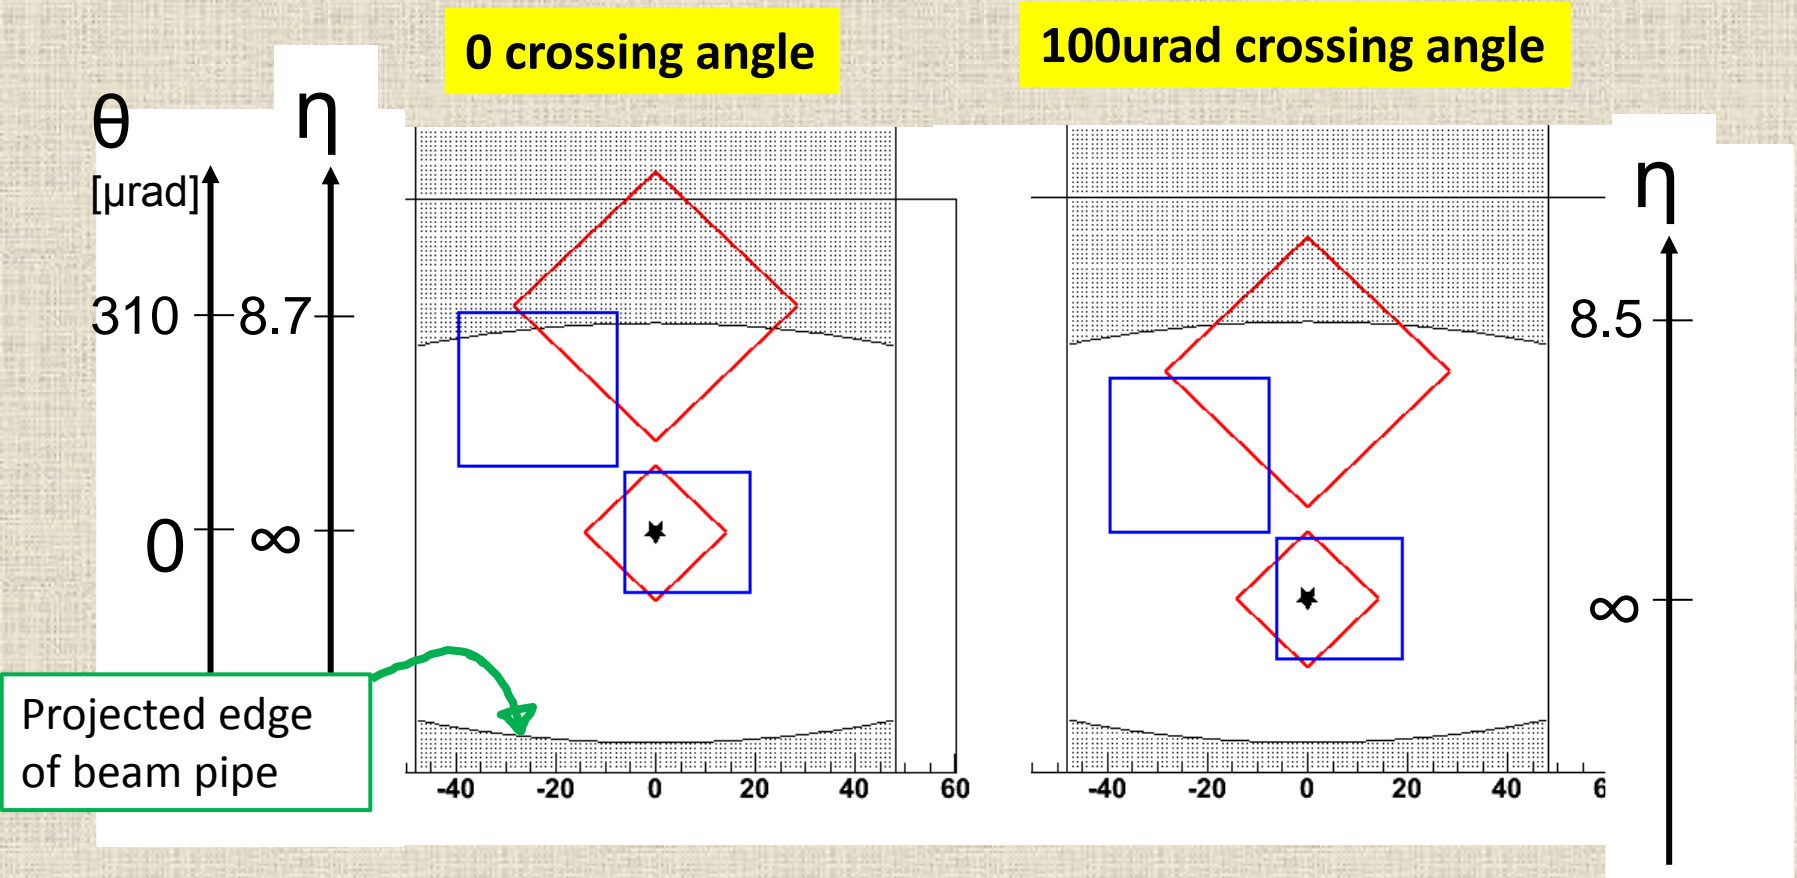 0 crossing angle
100urad crossing angle
θ
η
[μrad]
310
8.7
0
∞
Projected edge
of beam pipe
-40 -20 0 20 40 60
-40 -20 0 20 40 6
η
8.5
∞